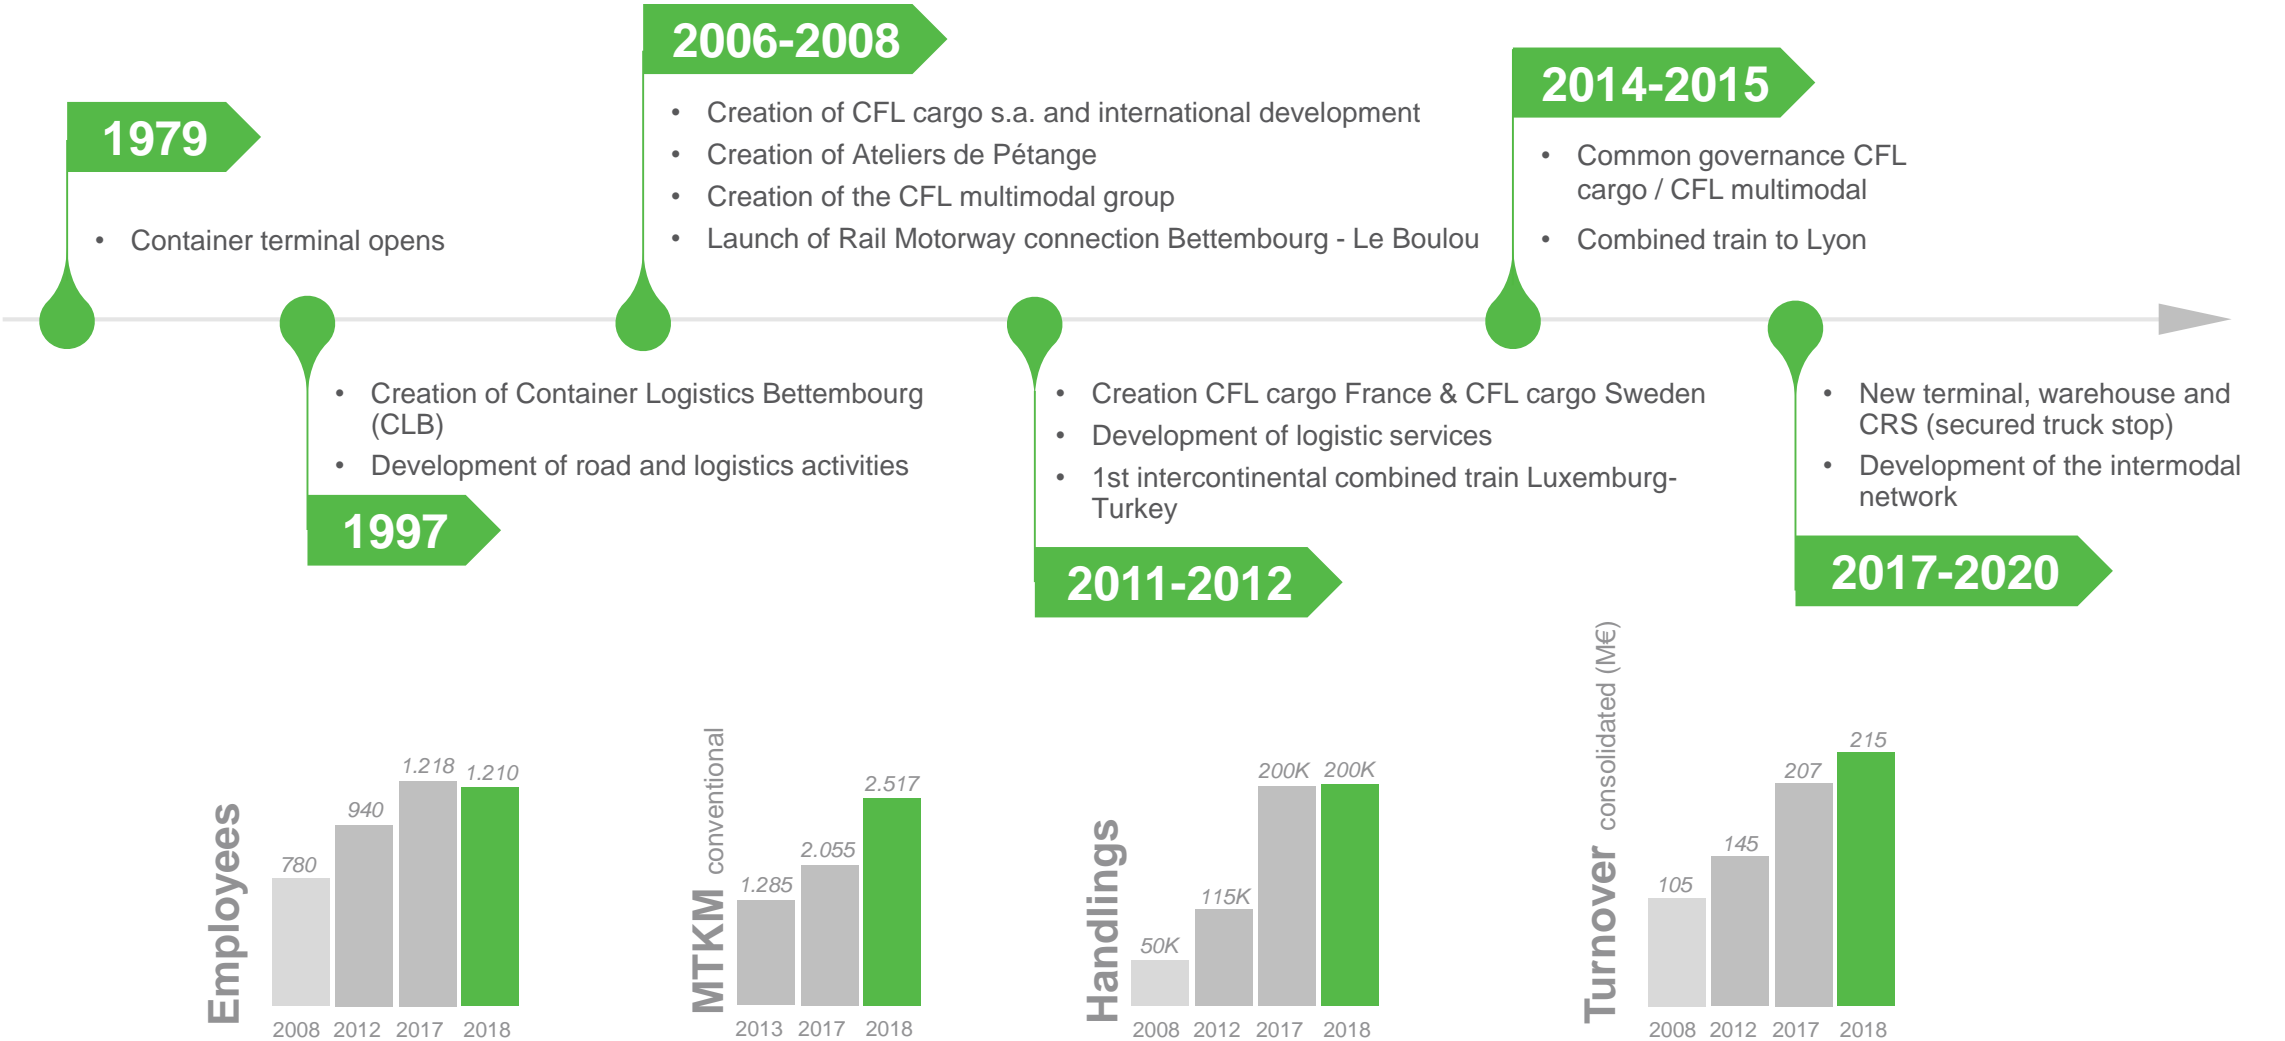 1979
• Container terminal opens
2006-2008
• Creation of CFL cargo s.a. and international development
• Creation of Ateliers de Pétange
• Creation of the CFL multimodal group
• Launch of Rail Motorway connection Bettembourg - Le Boulou
2014-2015
• Common governance CFL
cargo / CFL multimodal
• Combined train to Lyon
• Creation of Container Logistics Bettembourg
(CLB)
• Development of road and logistics activities
1997
• Creation CFL cargo France & CFL cargo Sweden
• Development of logistic services
• 1st intercontinental combined train Luxemburg-
Turkey
2011-2012
• New terminal, warehouse and
CRS (secured truck stop)
• Development of the intermodal
network
2017-2020
Employees
780
940
1.218
1.210
2008 2012 2017 2018
MTKM conventional
1.285
2.055
2.517
2013 2017 2018
Handlings
50K
115K
200K
200K
2008 2012 2017 2018
Turnover consolidated (M€)
105
145
207
215
2008 2012 2017 2018